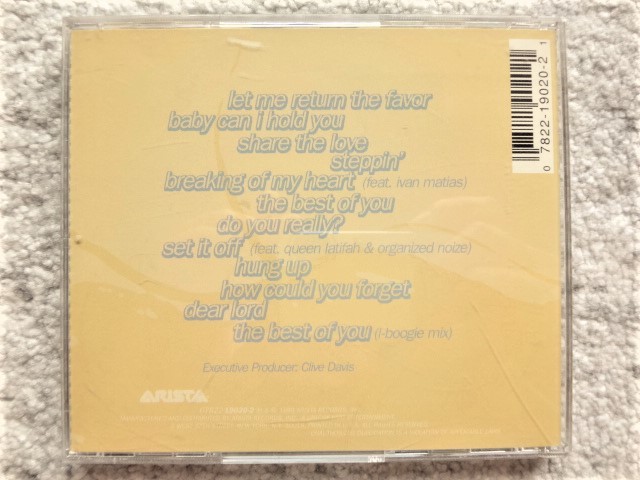 let me return the favor
baby can i hold you
share the love
steppin'
breaking of my heart (feat. ivan matias)
the best of you
do you really?
set it off (feat. queen latifah & organized noize)
hung up
how could you forget
dear lord
the best of you (l-boogie mix)
Executive Producer: Clive Davis
ARISTA
0 7822-19020-2 1